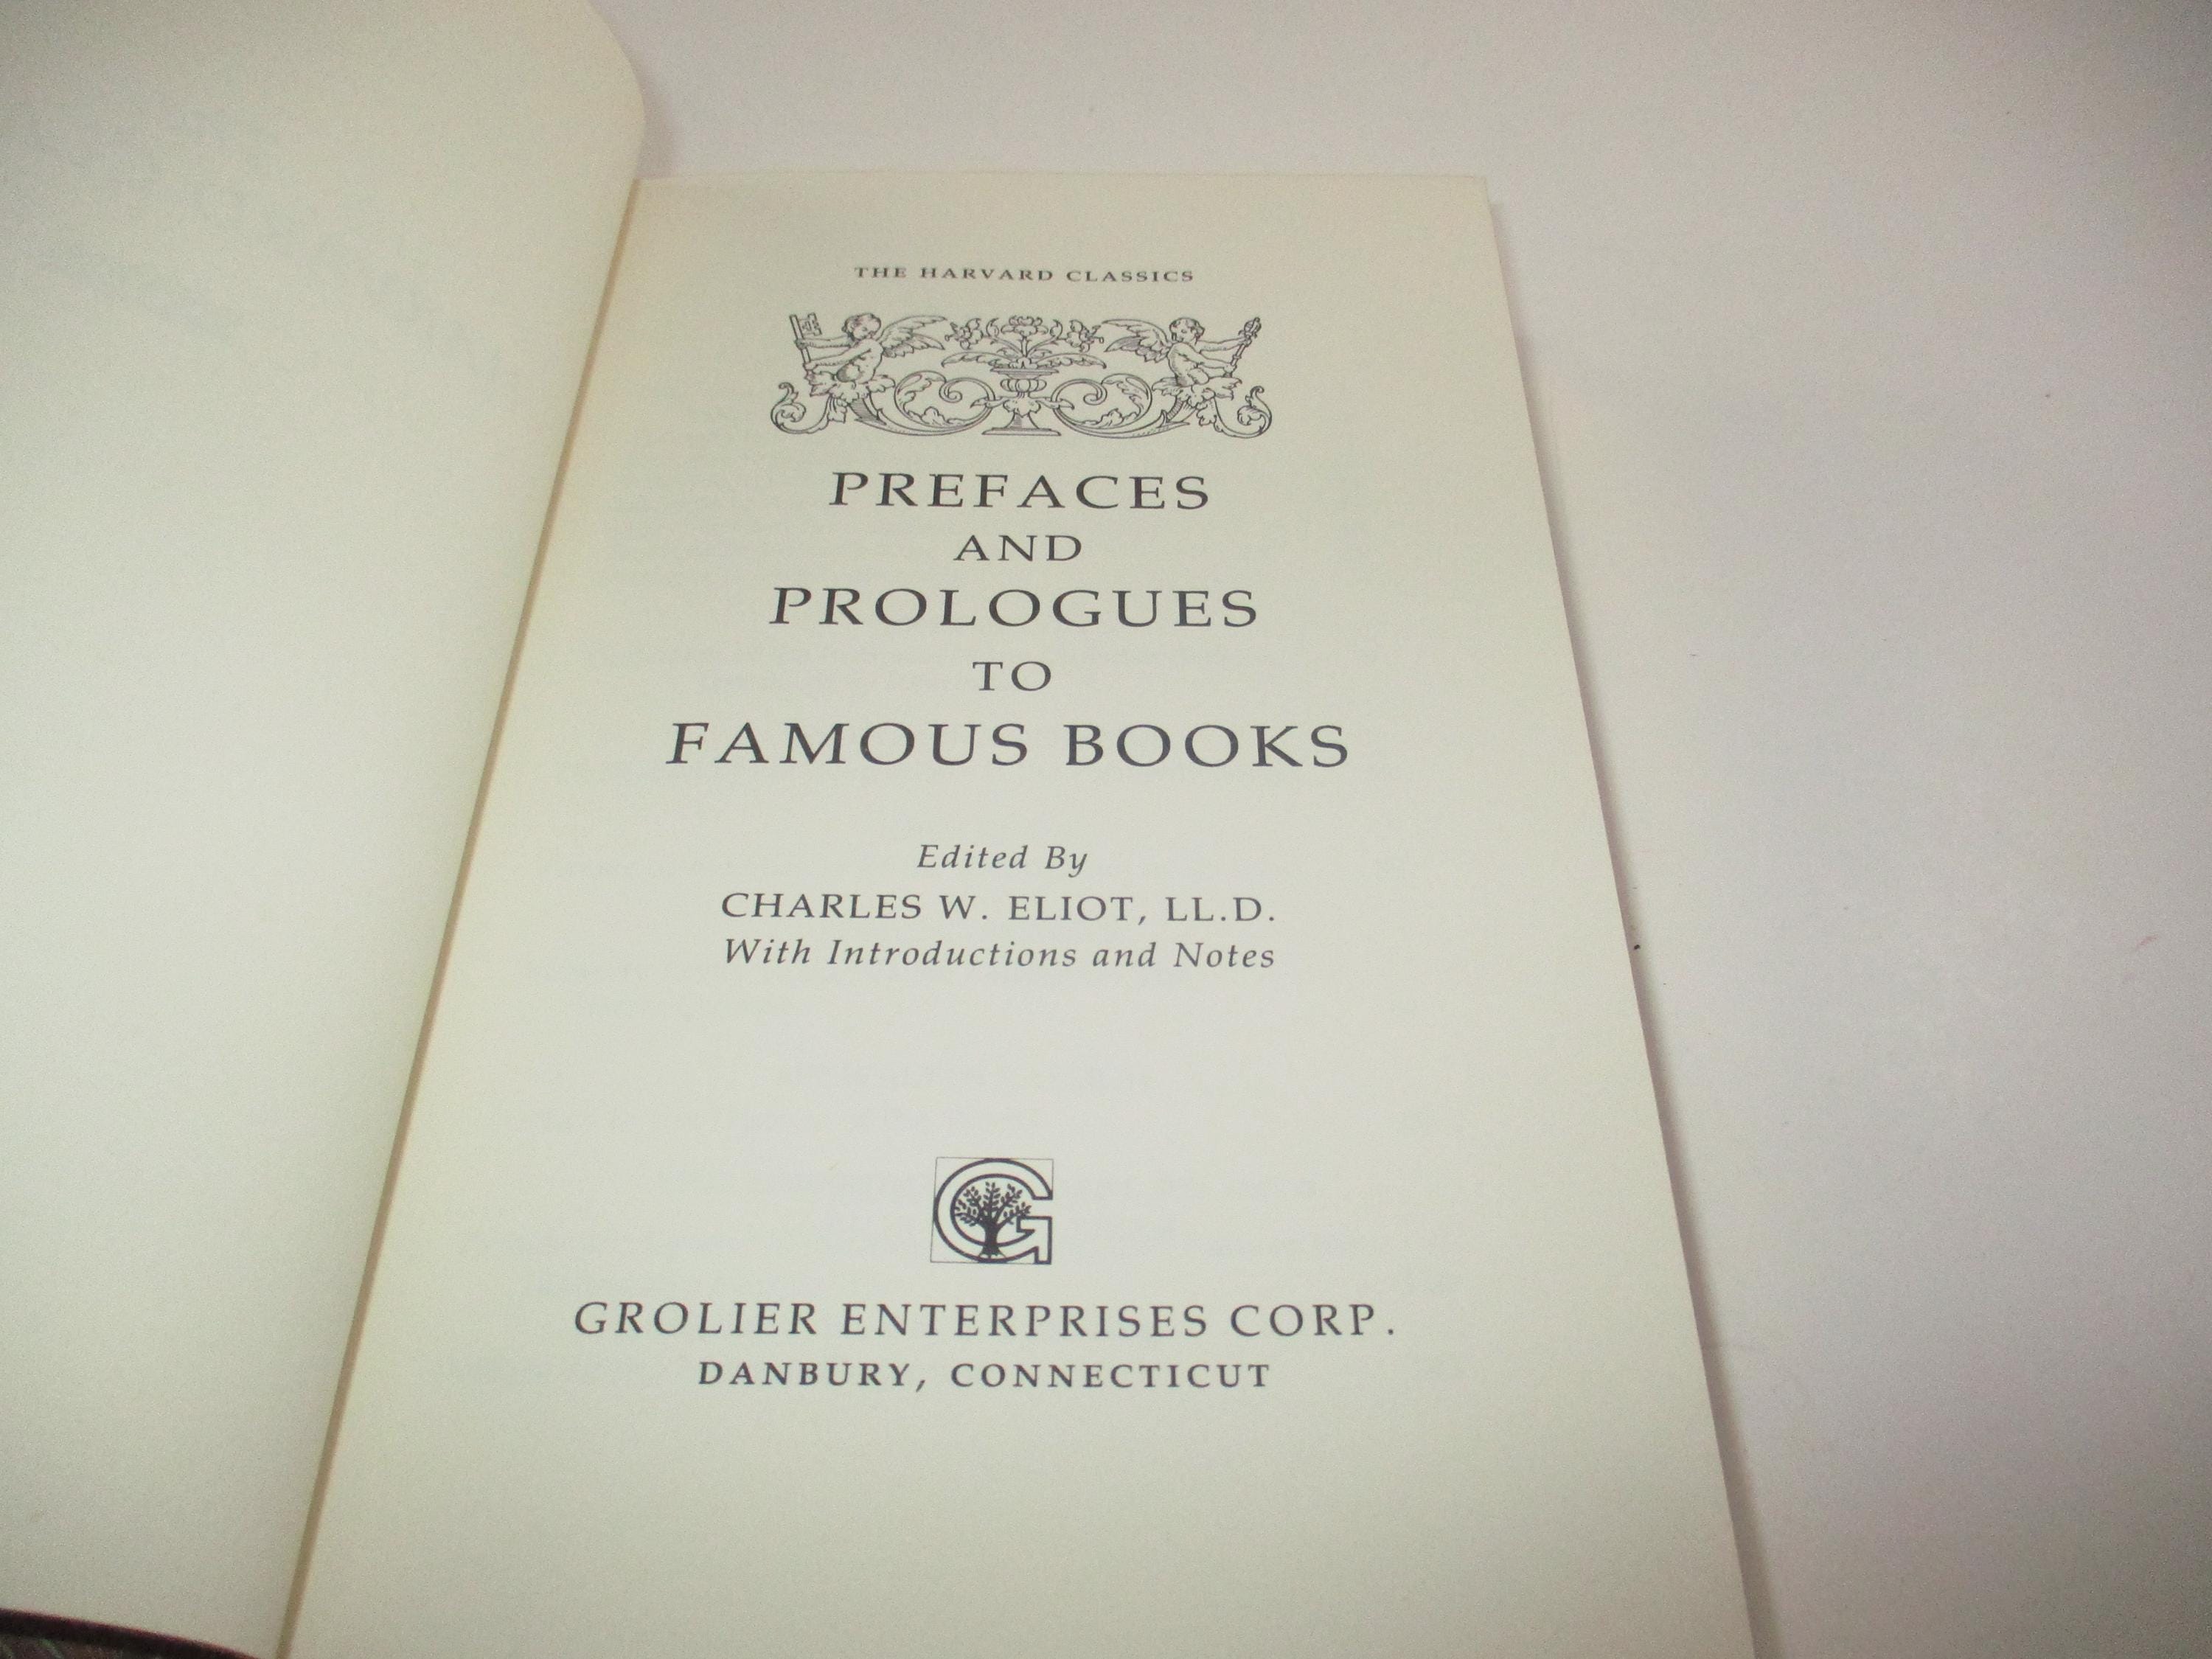 THE HARVARD CLASSICS
PREFACES
AND
PROLOGUES
TO
FAMOUS BOOKS
Edited By
CHARLES W. ELIOT, LL.D.
With Introductions and Notes
G
GROLIER ENTERPRISES CORP.
DANBURY, CONNECTICUT